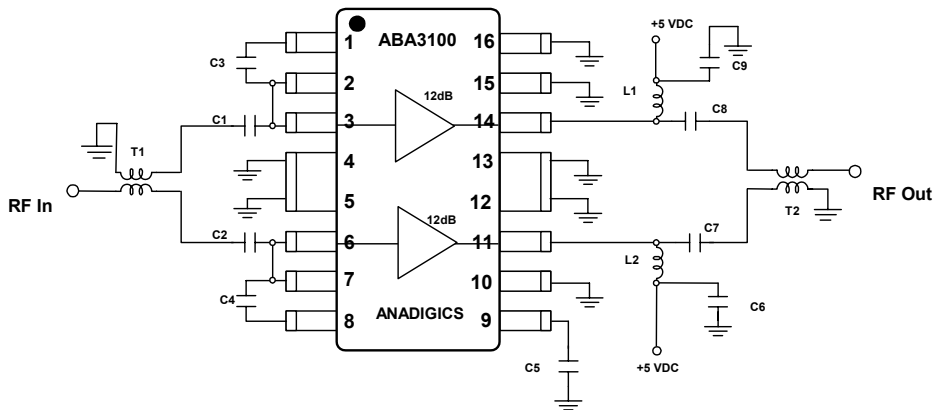 +5 VDC
ABA3100
1
16
C3
C9
2
15
L1
12dB
C8
C1
3
14
T1
4
13
RF In
RF Out
5
12
T2
12dB
C2
6
11
C7
L2
7
10
C4
C6
ANADIGICS
8
9
C5
+5 VDC